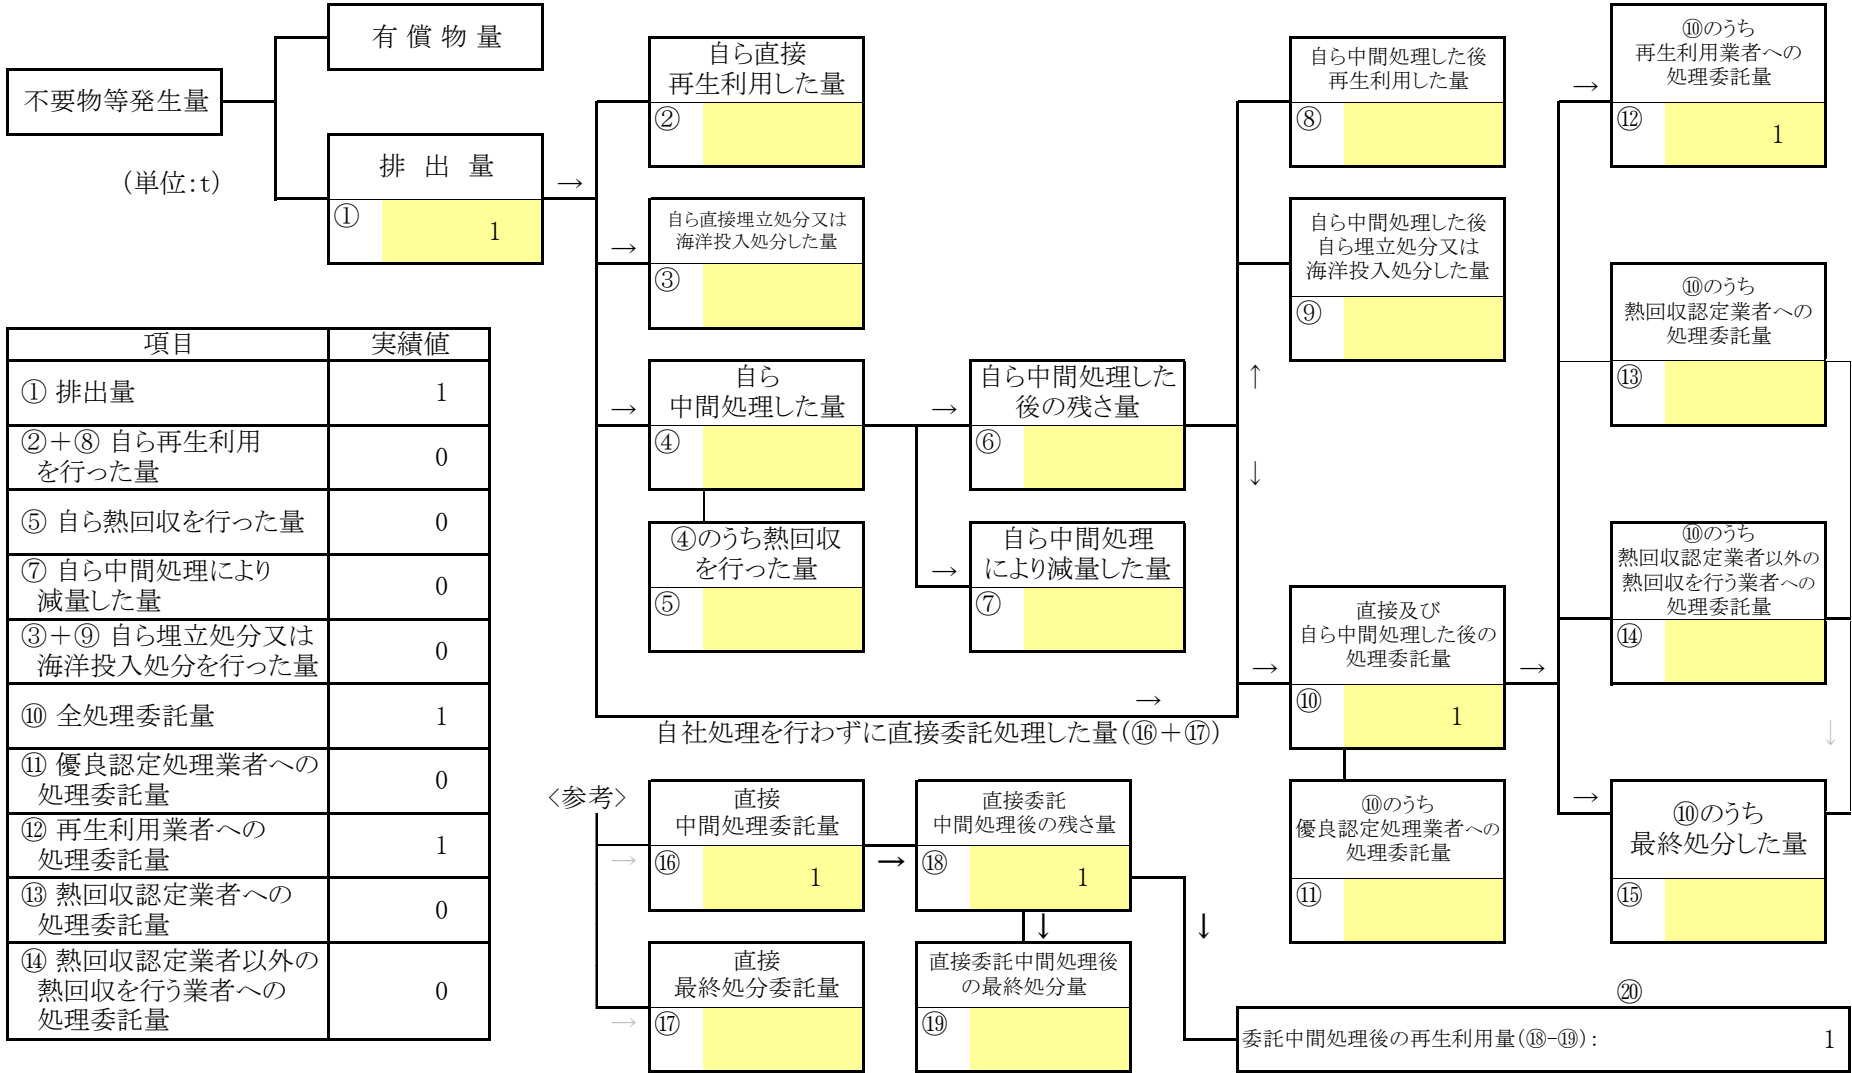 有 償 物 量
不要物等発生量
(単位:t)
排 出 量
→
① 1
自ら直接
再生利用した量
②
→
自ら直接埋立処分又は
海洋投入処分した量
③
→
自ら
中間処理した量
④
④のうち熱回収
を行った量
⑤
→
自ら中間処理した
後の残さ量
⑥
→
自ら中間処理
により減量した量
⑦
↑
↓
自ら中間処理した後
再生利用した量
⑧
自ら中間処理した後
自ら埋立処分又は
海洋投入処分した量
⑨
→
→
直接及び
自ら中間処理した後の
処理委託量
⑩ 1
自社処理を行わずに直接委託処理した量(⑯+⑰)
⑩のうち
優良認定処理業者への
処理委託量
⑪
→
→
⑩のうち
再生利用業者への
処理委託量
⑫ 1
⑩のうち
熱回収認定業者への
処理委託量
⑬
⑩のうち
熱回収認定業者以外の
熱回収を行う業者への
処理委託量
⑭
↓
→
⑩のうち
最終処分した量
⑮
項目 実績値
① 排出量 1
②+⑧ 自ら再生利用
を行った量 0
⑤ 自ら熱回収を行った量 0
⑦ 自ら中間処理により
減量した量 0
③+⑨ 自ら埋立処分又は
海洋投入処分を行った量 0
⑩ 全処理委託量 1
⑪ 優良認定処理業者への
処理委託量 0
⑫ 再生利用業者への
処理委託量 1
⑬ 熱回収認定業者への
処理委託量 0
⑭ 熱回収認定業者以外の
熱回収を行う業者への
処理委託量 0
〈参考〉
→
直接
中間処理委託量
⑯ 1
→
直接委託
中間処理後の残さ量
⑱ 1
↓
↓
→
直接
最終処分委託量
⑰
直接委託中間処理後
の最終処分量
⑲
⑳
委託中間処理後の再生利用量(⑱-⑲): 1